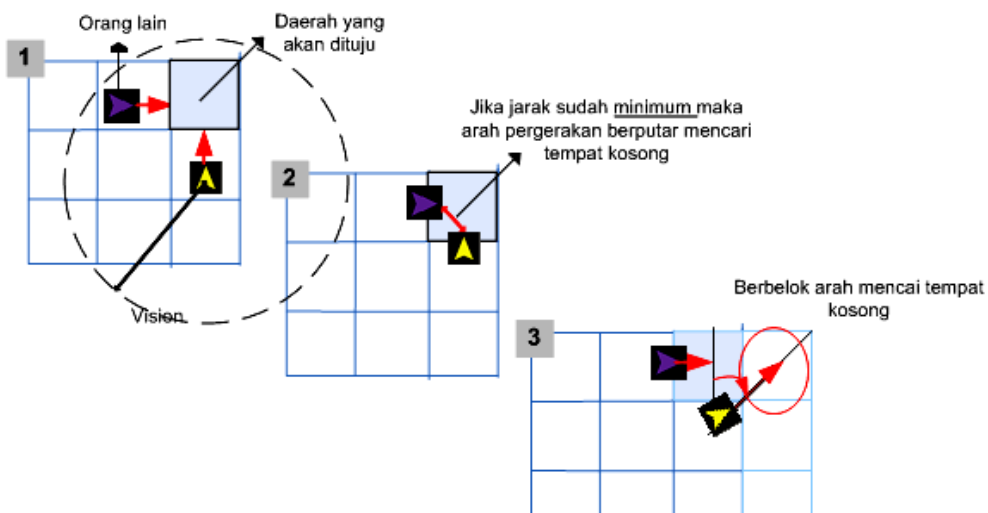 Orang lain
Daerah yang
akan dituju
1
Jika jarak sudah minimum maka
arah pergerakan berputar mencari
tempat kosong
2
Vision
Berbelok arah mencai tempat
kosong
3